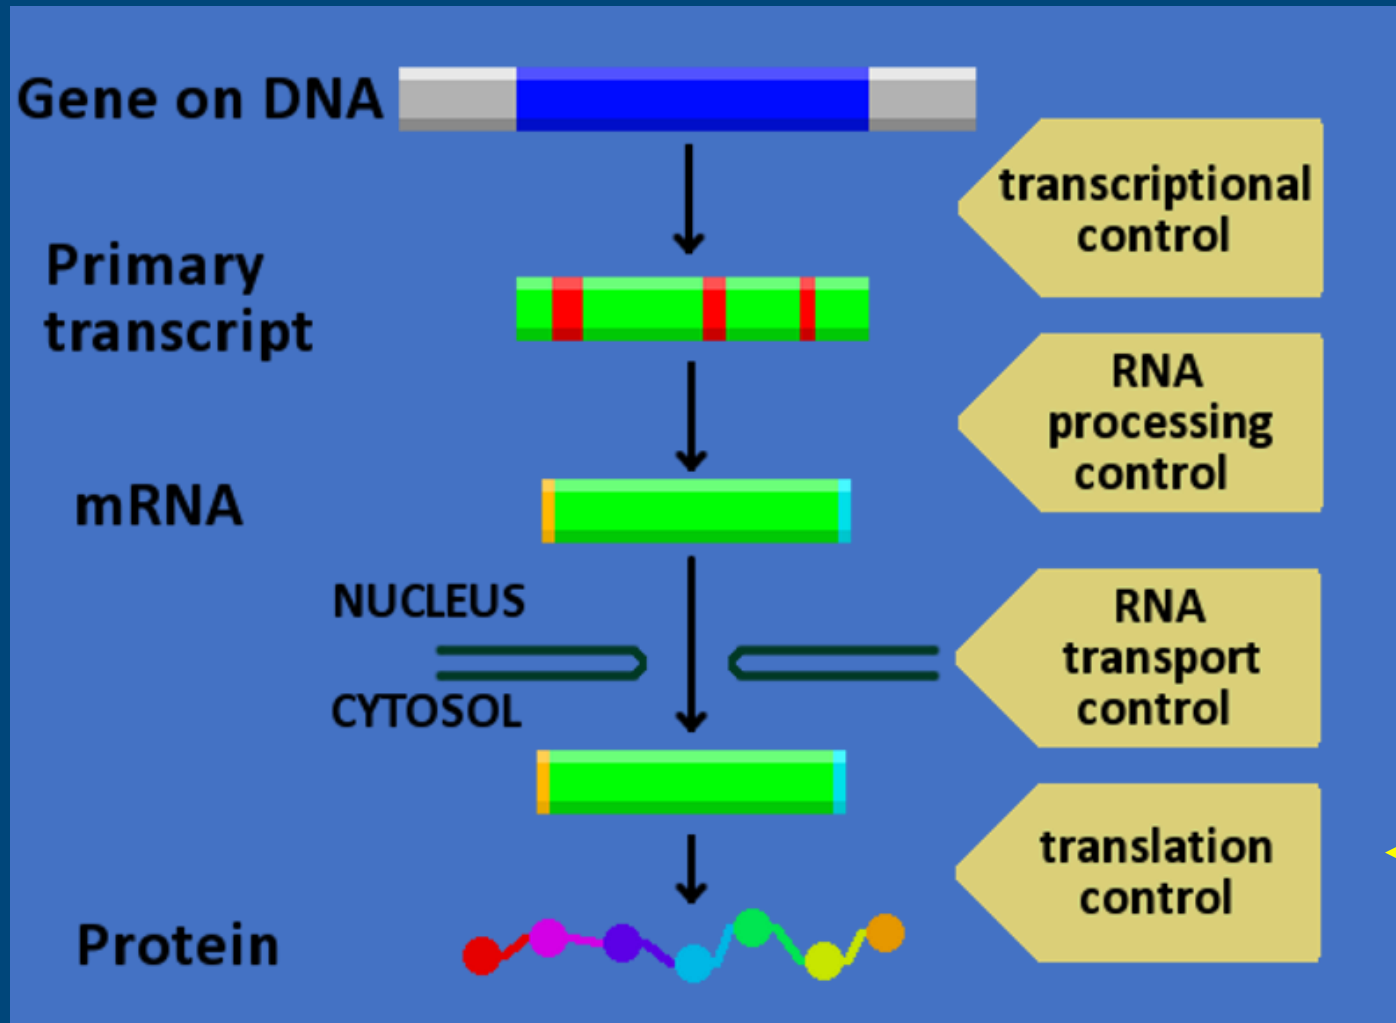 Gene on DNA
transcriptional
control
Primary
transcript
RNA
processing
control
mRNA
NUCLEUS
RNA
transport
control
CYTOSOL
translation
control
Protein